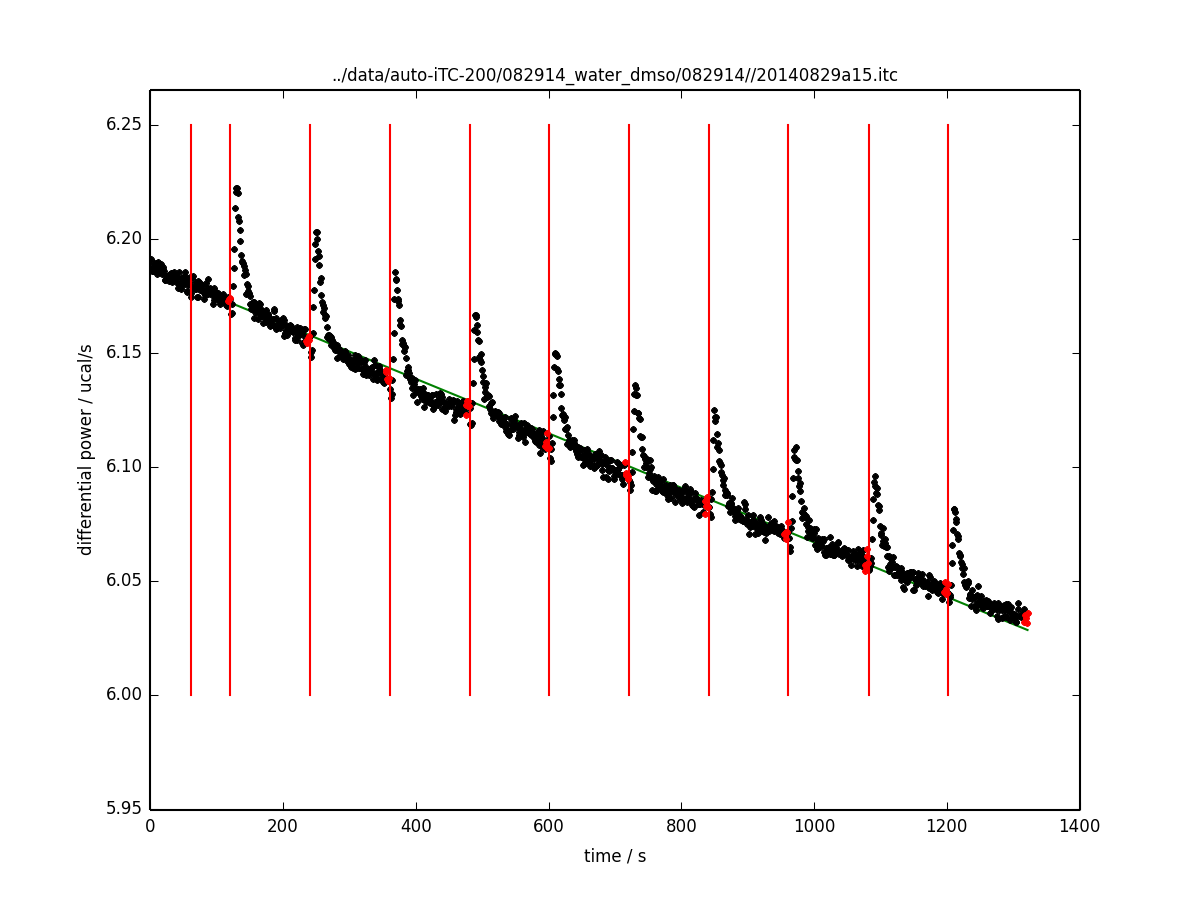 ../data/auto-iTC-200/082914_water_dmso/082914//20140829a15.itc
6.25
6.20
6.15
6.10
6.05
6.00
5.95
differential power / ucal/s
0 200 400 600 800 1000 1200 1400
time / s